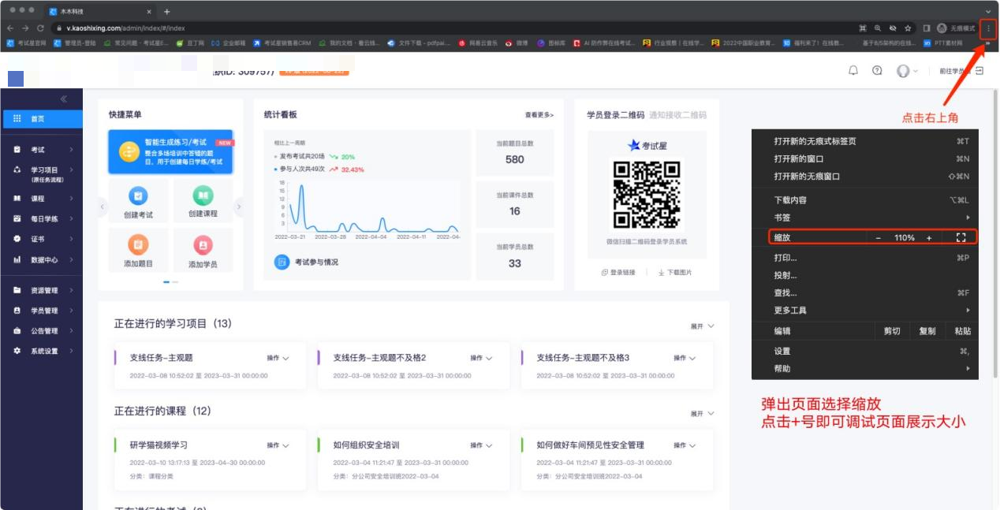 木木科技
v.kaoshixing.com/admin/index/#/index
无痕模式
考试星官网
管理员-登陆
常见问题 - 考试星E...
豆丁网
企业邮箱
考试星销售易CRM
我的文档 - 看云线...
文件下载 - pdfpai...
网易云音乐
微博
图标库
AI 防作弊在线考试...
行业观察 | 在线学...
2022中国职业教育...
福利来了！在线教...
基于B/S架构的在线...
PTT素材网
织ID: 309757)
前往学员
点击右上角
首页
考试
学习项目
(原任务流程)
课程
每日学练
证书
数据中心
资源管理
学员管理
公告管理
系统设置
快捷菜单
智能生成练习/考试 NEW
整合多场培训中答错的题
目，用于创建每日学练/考试
创建考试
创建课程
添加题目
添加学员
统计看板
查看更多>
相比上一周期
发布考试共20场 20%
参与人次共49次 32.43%
18
15
12
9
6
3
2022-03-21 2022-03-28 2022-04-04 2022-04-11 2022-04-
考试参与情况
当前题目总数
580
当前课件总数
16
当前学员总数
33
学员登录二维码 通知接收二维码
考试星
微信扫描二维码登录学员系统
登录链接 下载图片
打开新的无痕式标签页 ⌘T
打开新的窗口 ⌘N
打开新的无痕窗口 ⇧⌘N
下载内容 ⌥⌘L
书签
缩放 - 110% +
打印... ⌘P
投射...
查找... ⌘F
更多工具
编辑 剪切 复制 粘贴
设置 ⌘,
帮助
弹出页面选择缩放
点击+号即可调试页面展示大小
正在进行的学习项目（13）
展开
支线任务-主观题 操作
2022-03-08 10:52:02 至 2023-03-31 00:00:00
支线任务-主观题不及格2 操作
2022-03-08 10:52:02 至 2023-03-31 00:00:00
支线任务-主观题不及格3 操作
2022-03-08 10:52:02 至 2023-03-31 00:00:00
正在进行的课程（12）
展开
研学猫视频学习 操作
2022-03-10 13:17:13 至 2023-04-30 00:00:00
分类：课程分类
如何组织安全培训 操作
2022-03-04 11:21:47 至 2023-03-31 00:00:00
分类：分公司安全培训班2022-03-04
如何做好车间预见性安全管理 操作
2022-03-04 11:21:47 至 2023-03-31 00:00:00
分类：分公司安全培训班2022-03-04